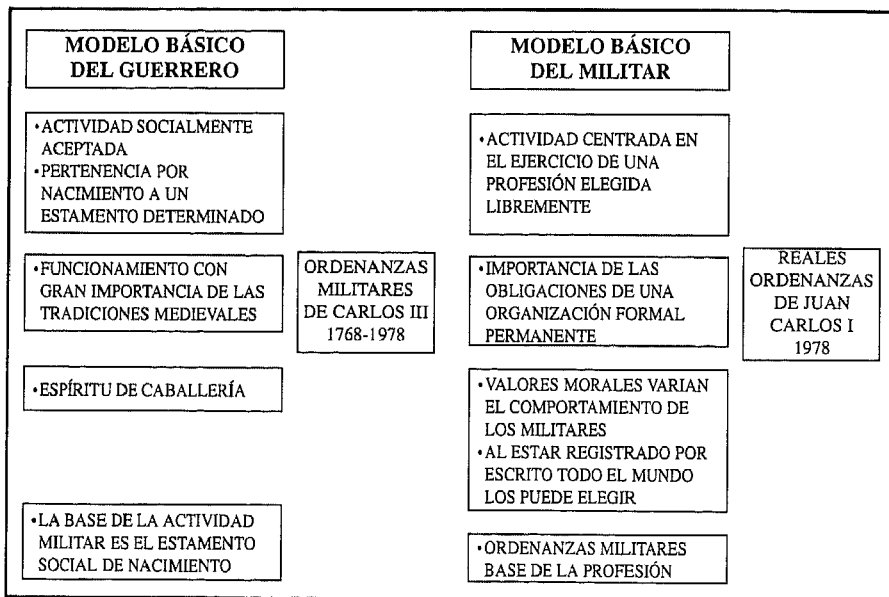 MODELO BÁSICO
DEL GUERRERO
•ACTIVIDAD SOCIALMENTE
ACEPTADA
•PERTENENCIA POR
NACIMIENTO A UN
ESTAMENTO DETERMINADO
•FUNCIONAMIENTO CON
GRAN IMPORTANCIA DE LAS
TRADICIONES MEDIEVALES
•ESPÍRITU DE CABALLERÍA
•LA BASE DE LA ACTIVIDAD
MILITAR ES EL ESTAMENTO
SOCIAL DE NACIMIENTO
ORDENANZAS
MILITARES
DE CARLOS III
1768-1978
MODELO BÁSICO
DEL MILITAR
•ACTIVIDAD CENTRADA EN
EL EJERCICIO DE UNA
PROFESIÓN ELEGIDA
LIBREMENTE
•IMPORTANCIA DE LAS
OBLIGACIONES DE UNA
ORGANIZACIÓN FORMAL
PERMANENTE
•VALORES MORALES VARIAN
EL COMPORTAMIENTO DE
LOS MILITARES
•AL ESTAR REGISTRADO POR
ESCRITO TODO EL MUNDO
LOS PUEDE ELEGIR
•ORDENANZAS MILITARES
BASE DE LA PROFESIÓN
REALES
ORDENANZAS
DE JUAN
CARLOS I
1978